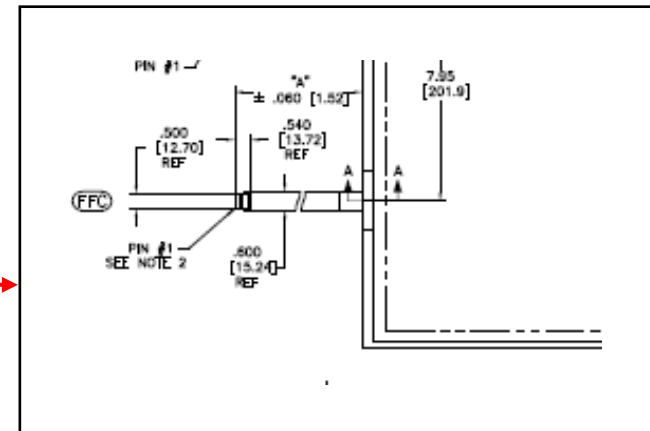 PIN #1
"A"
± .060 [1.52]
7.95
[201.9]
.500
[12.70]
REF
.540
[13.72]
REF
A A
FFC
PIN #1
SEE NOTE 2
.600
[15.24]
REF